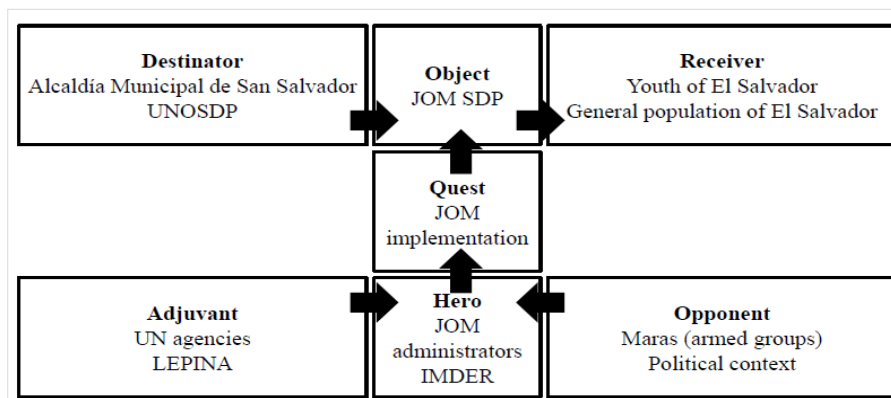 Destinator
Alcaldía Municipal de San Salvador
UNOSDP
Object
JOM SDP
Receiver
Youth of El Salvador
General population of El Salvador
Quest
JOM
implementation
Adjuvant
UN agencies
LEPINA
Hero
JOM
administrators
IMDER
Opponent
Maras (armed groups)
Political context